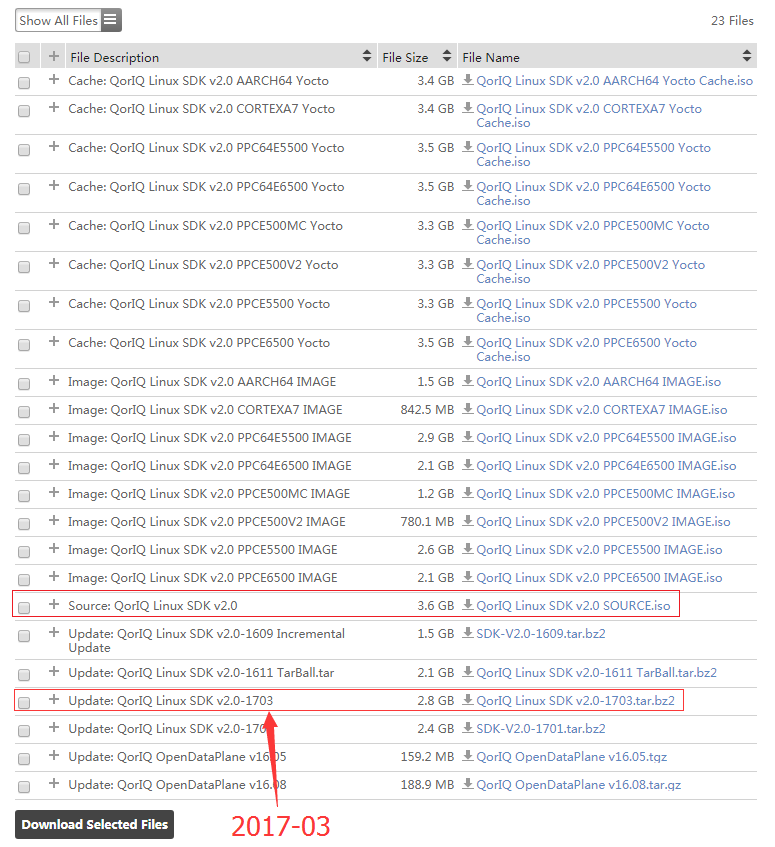 Show All Files
23 Files
File Description File Size File Name
Cache: QorIQ Linux SDK v2.0 AARCH64 Yocto 3.4 GB QorIQ Linux SDK v2.0 AARCH64 Yocto Cache.iso
Cache: QorIQ Linux SDK v2.0 CORTEXA7 Yocto 3.4 GB QorIQ Linux SDK v2.0 CORTEXA7 Yocto
Cache.iso
Cache: QorIQ Linux SDK v2.0 PPC64E5500 Yocto 3.5 GB QorIQ Linux SDK v2.0 PPC64E5500 Yocto
Cache.iso
Cache: QorIQ Linux SDK v2.0 PPC64E6500 Yocto 3.5 GB QorIQ Linux SDK v2.0 PPC64E6500 Yocto
Cache.iso
Cache: QorIQ Linux SDK v2.0 PPCE500MC Yocto 3.3 GB QorIQ Linux SDK v2.0 PPCE500MC Yocto
Cache.iso
Cache: QorIQ Linux SDK v2.0 PPCE500V2 Yocto 3.3 GB QorIQ Linux SDK v2.0 PPCE500V2 Yocto
Cache.iso
Cache: QorIQ Linux SDK v2.0 PPCE5500 Yocto 3.3 GB QorIQ Linux SDK v2.0 PPCE5500 Yocto
Cache.iso
Cache: QorIQ Linux SDK v2.0 PPCE6500 Yocto 3.5 GB QorIQ Linux SDK v2.0 PPCE6500 Yocto
Cache.iso
Image: QorIQ Linux SDK v2.0 AARCH64 IMAGE 1.5 GB QorIQ Linux SDK v2.0 AARCH64 IMAGE.iso
Image: QorIQ Linux SDK v2.0 CORTEXA7 IMAGE 842.5 MB QorIQ Linux SDK v2.0 CORTEXA7 IMAGE.iso
Image: QorIQ Linux SDK v2.0 PPC64E5500 IMAGE 2.9 GB QorIQ Linux SDK v2.0 PPC64E5500 IMAGE.iso
Image: QorIQ Linux SDK v2.0 PPC64E6500 IMAGE 2.1 GB QorIQ Linux SDK v2.0 PPC64E6500 IMAGE.iso
Image: QorIQ Linux SDK v2.0 PPCE500MC IMAGE 1.2 GB QorIQ Linux SDK v2.0 PPCE500MC IMAGE.iso
Image: QorIQ Linux SDK v2.0 PPCE500V2 IMAGE 780.1 MB QorIQ Linux SDK v2.0 PPCE500V2 IMAGE.iso
Image: QorIQ Linux SDK v2.0 PPCE5500 IMAGE 2.6 GB QorIQ Linux SDK v2.0 PPCE5500 IMAGE.iso
Image: QorIQ Linux SDK v2.0 PPCE6500 IMAGE 2.1 GB QorIQ Linux SDK v2.0 PPCE6500 IMAGE.iso
Source: QorIQ Linux SDK v2.0 3.6 GB QorIQ Linux SDK v2.0 SOURCE.iso
Update: QorIQ Linux SDK v2.0-1609 Incremental 1.5 GB SDK-V2.0-1609.tar.bz2
Update
Update: QorIQ Linux SDK v2.0-1611 TarBall.tar 2.1 GB QorIQ Linux SDK v2.0-1611 TarBall.tar.bz2
Update: QorIQ Linux SDK v2.0-1703 2.8 GB QorIQ Linux SDK v2.0-1703.tar.bz2
Update: QorIQ Linux SDK 2.4 GB SDK-V2.0-1701.tar.bz2
Update: QorIQ OpenDataPlane v16.05 159.2 MB QorIQ OpenDataPlane v16.05.tgz
Update: QorIQ OpenDataPlane v16.08 188.9 MB QorIQ OpenDataPlane v16.08.tar.gz
Download Selected Files
2017-03